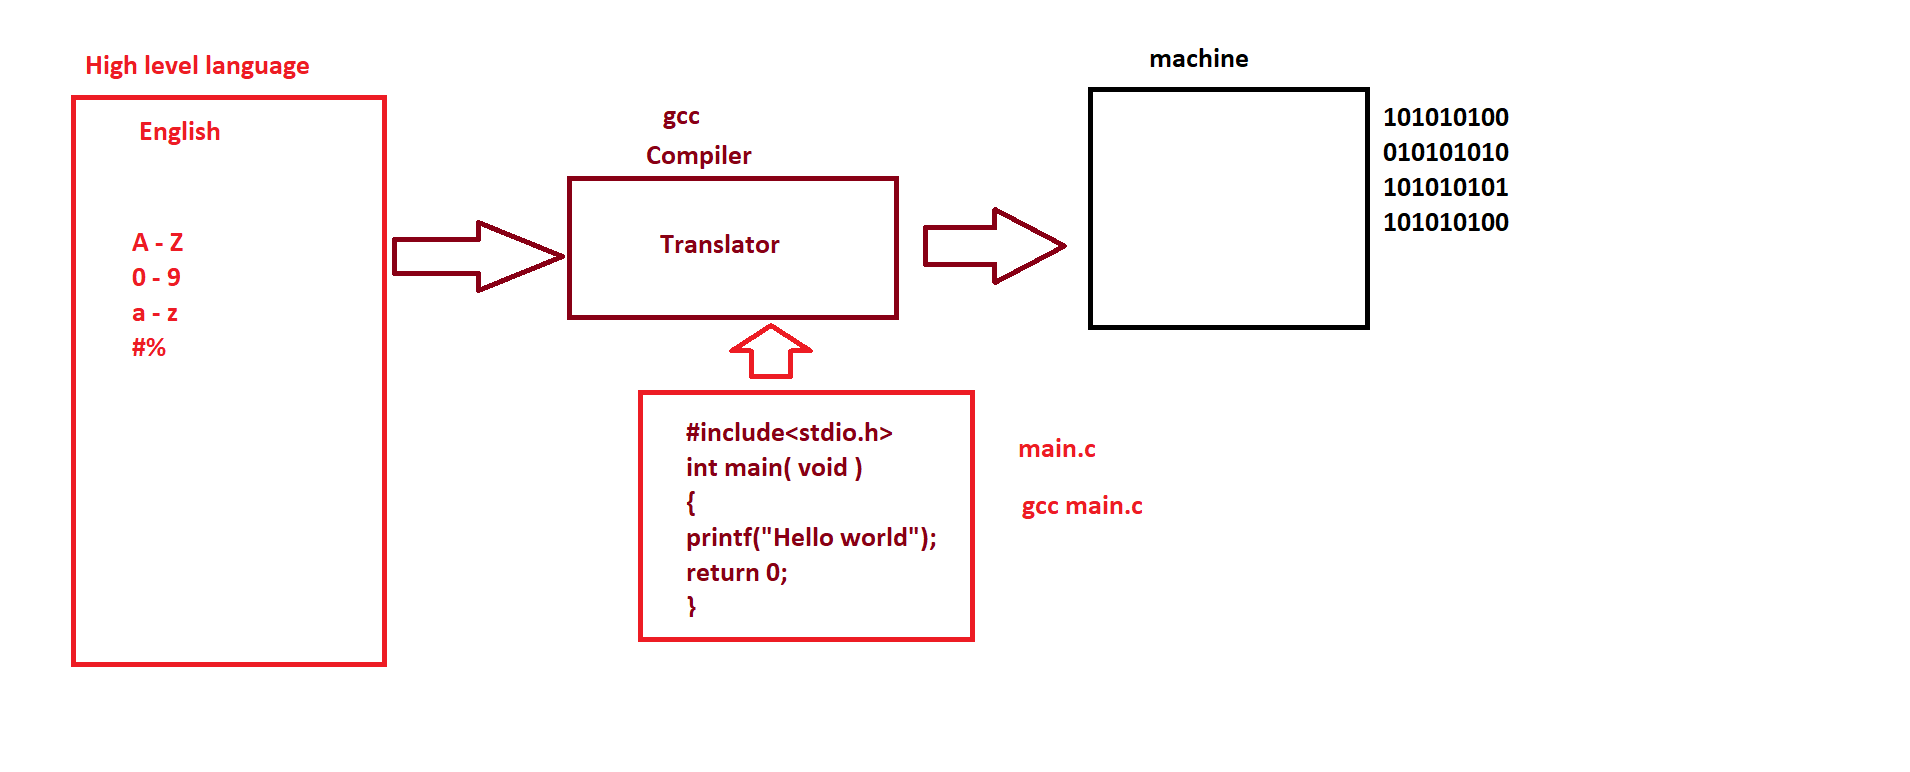 High level language
English
A - Z
0 - 9
a - z
#%
gcc
Compiler
Translator
machine
101010100
010101010
101010101
101010100
#include<stdio.h>
int main( void )
{
printf("Hello world");
return 0;
}
main.c
gcc main.c